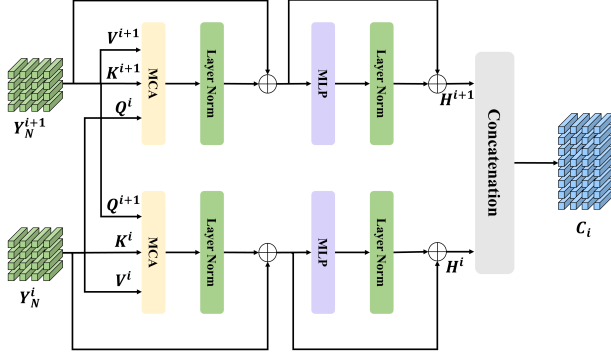 V^{i+1}
K^{i+1}
Q^i
Y_N^{i+1}
MCA
Layer Norm
MLP
Layer Norm
H^{i+1}
Concatenation
C_i
Q^{i+1}
K^i
V^i
Y_N^i
MCA
Layer Norm
MLP
Layer Norm
H^i